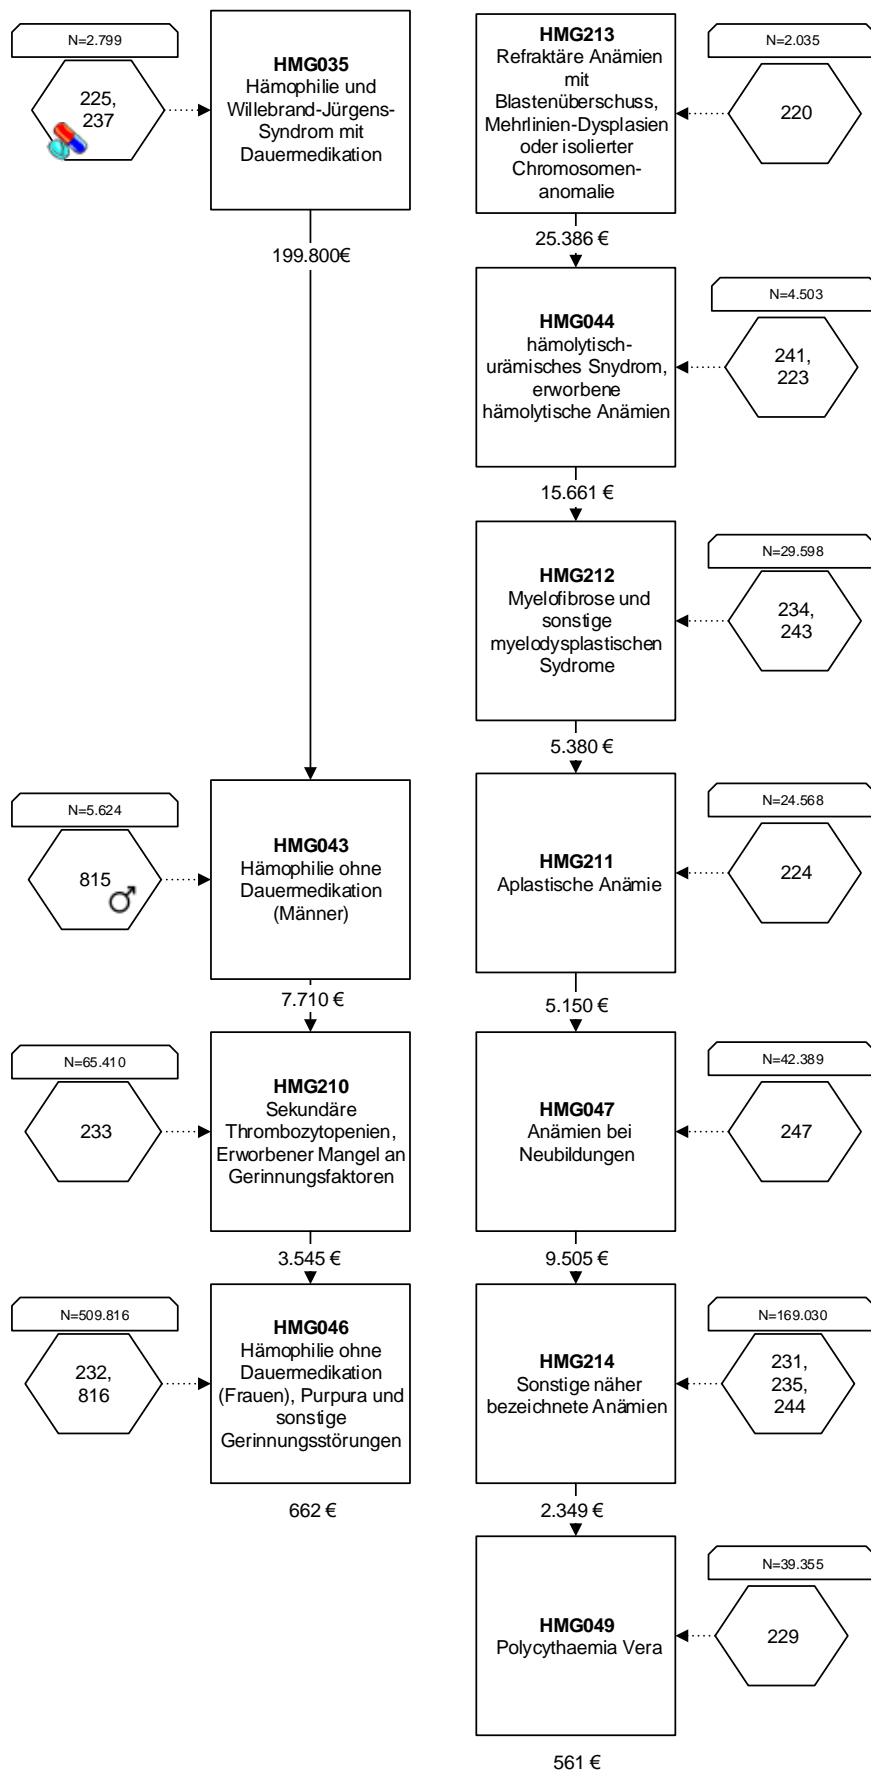 N=2.799
225,
237
HMG035
Hämophilie und
Willebrand-Jürgens-
Syndrom mit
Dauermedikation
199.800€
N=5.624
815
HMG043
Hämophilie ohne
Dauermedikation
(Männer)
7.710 €
N=65.410
233
HMG210
Sekundäre
Thrombozytopenien,
Erworbener Mangel an
Gerinnungsfaktoren
3.545 €
N=509.816
232,
816
HMG046
Hämophilie ohne
Dauermedikation
(Frauen), Purpura und
sonstige
Gerinnungsstörungen
662 €
HMG213
Refraktäre Anämien
mit
Blastenüberschuss,
Mehrlinien-Dysplasien
oder isolierter
Chromosomen-
anomalie
N=2.035
220
25.386 €
HMG044
hämolytisch-
urämisches Snydrom,
erworbene
hämolytische Anämien
N=4.503
241,
223
15.661 €
HMG212
Myelofibrose und
sonstige
myelodysplastischen
Sydrome
N=29.598
234,
243
5.380 €
HMG211
Aplastische Anämie
N=24.568
224
5.150 €
HMG047
Anämien bei
Neubildungen
N=42.389
247
9.505 €
HMG214
Sonstige näher
bezeichnete Anämien
N=169.030
231,
235,
244
2.349 €
HMG049
Polycythaemia Vera
N=39.355
229
561 €